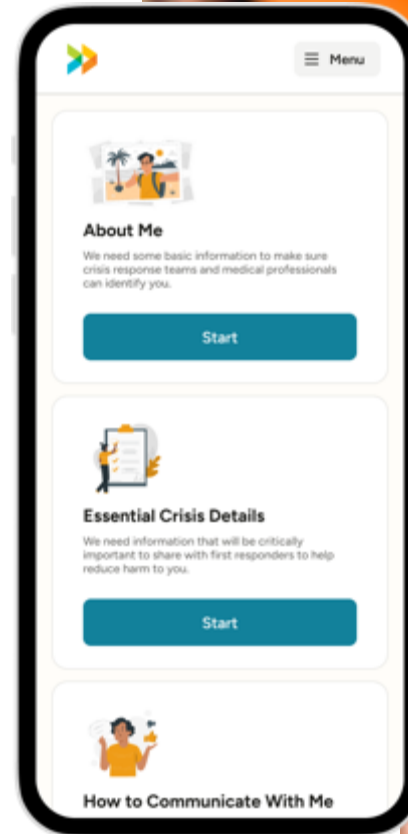 Menu
About Me
We need some basic information to make sure
crisis response teams and medical professionals
can identify you.
Start
Essential Crisis Details
We need information that will be critically
important to share with first responders to help
reduce harm to you.
Start
How to Communicate With Me